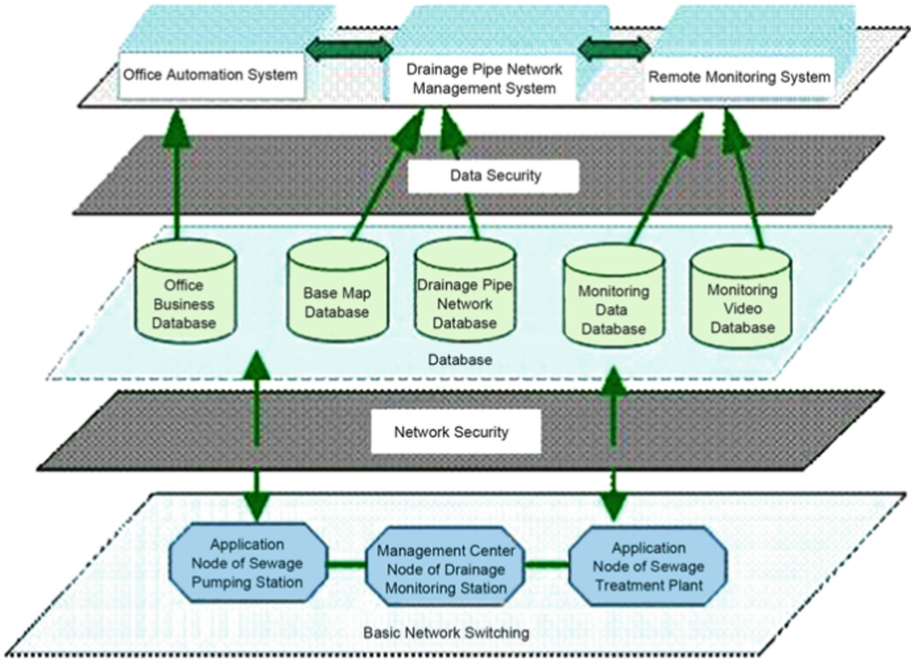 Office Automation System
Drainage Pipe Network
Management System
Remote Monitoring System
Data Security
Office
Business
Database
Base Map
Database
Drainage Pipe
Network
Database
Monitoring
Data
Database
Monitoring
Video
Database
Database
Network Security
Application
Node of Sewage
Pumping Station
Management Center
Node of Drainage
Monitoring Station
Application
Node of Sewage
Treatment Plant
Basic Network Switching